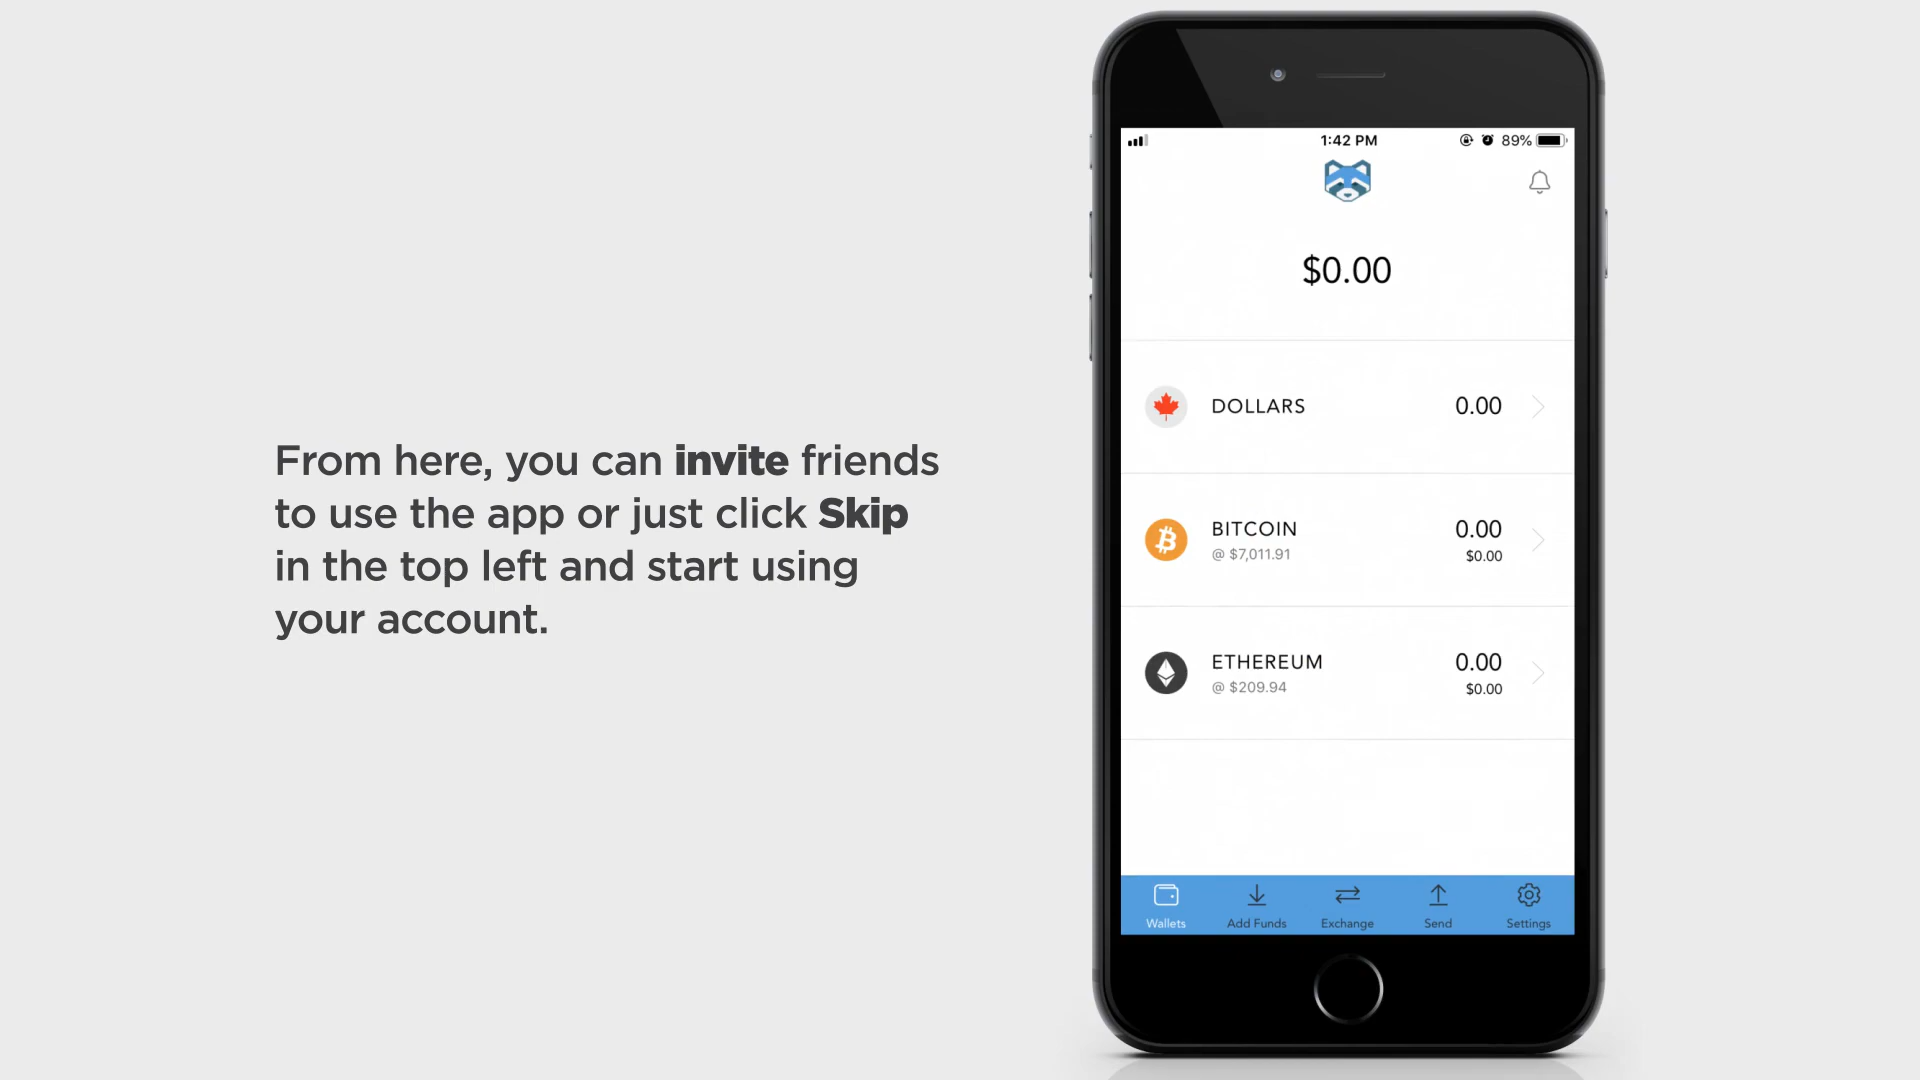 From here, you can invite friends
to use the app or just click Skip
in the top left and start using
your account.
1:42 PM
89%
$0.00
DOLLARS 0.00
BITCOIN 0.00
@ $7,011.91 $0.00
ETHEREUM 0.00
@ $209.94 $0.00
Wallets Add Funds Exchange Send Settings